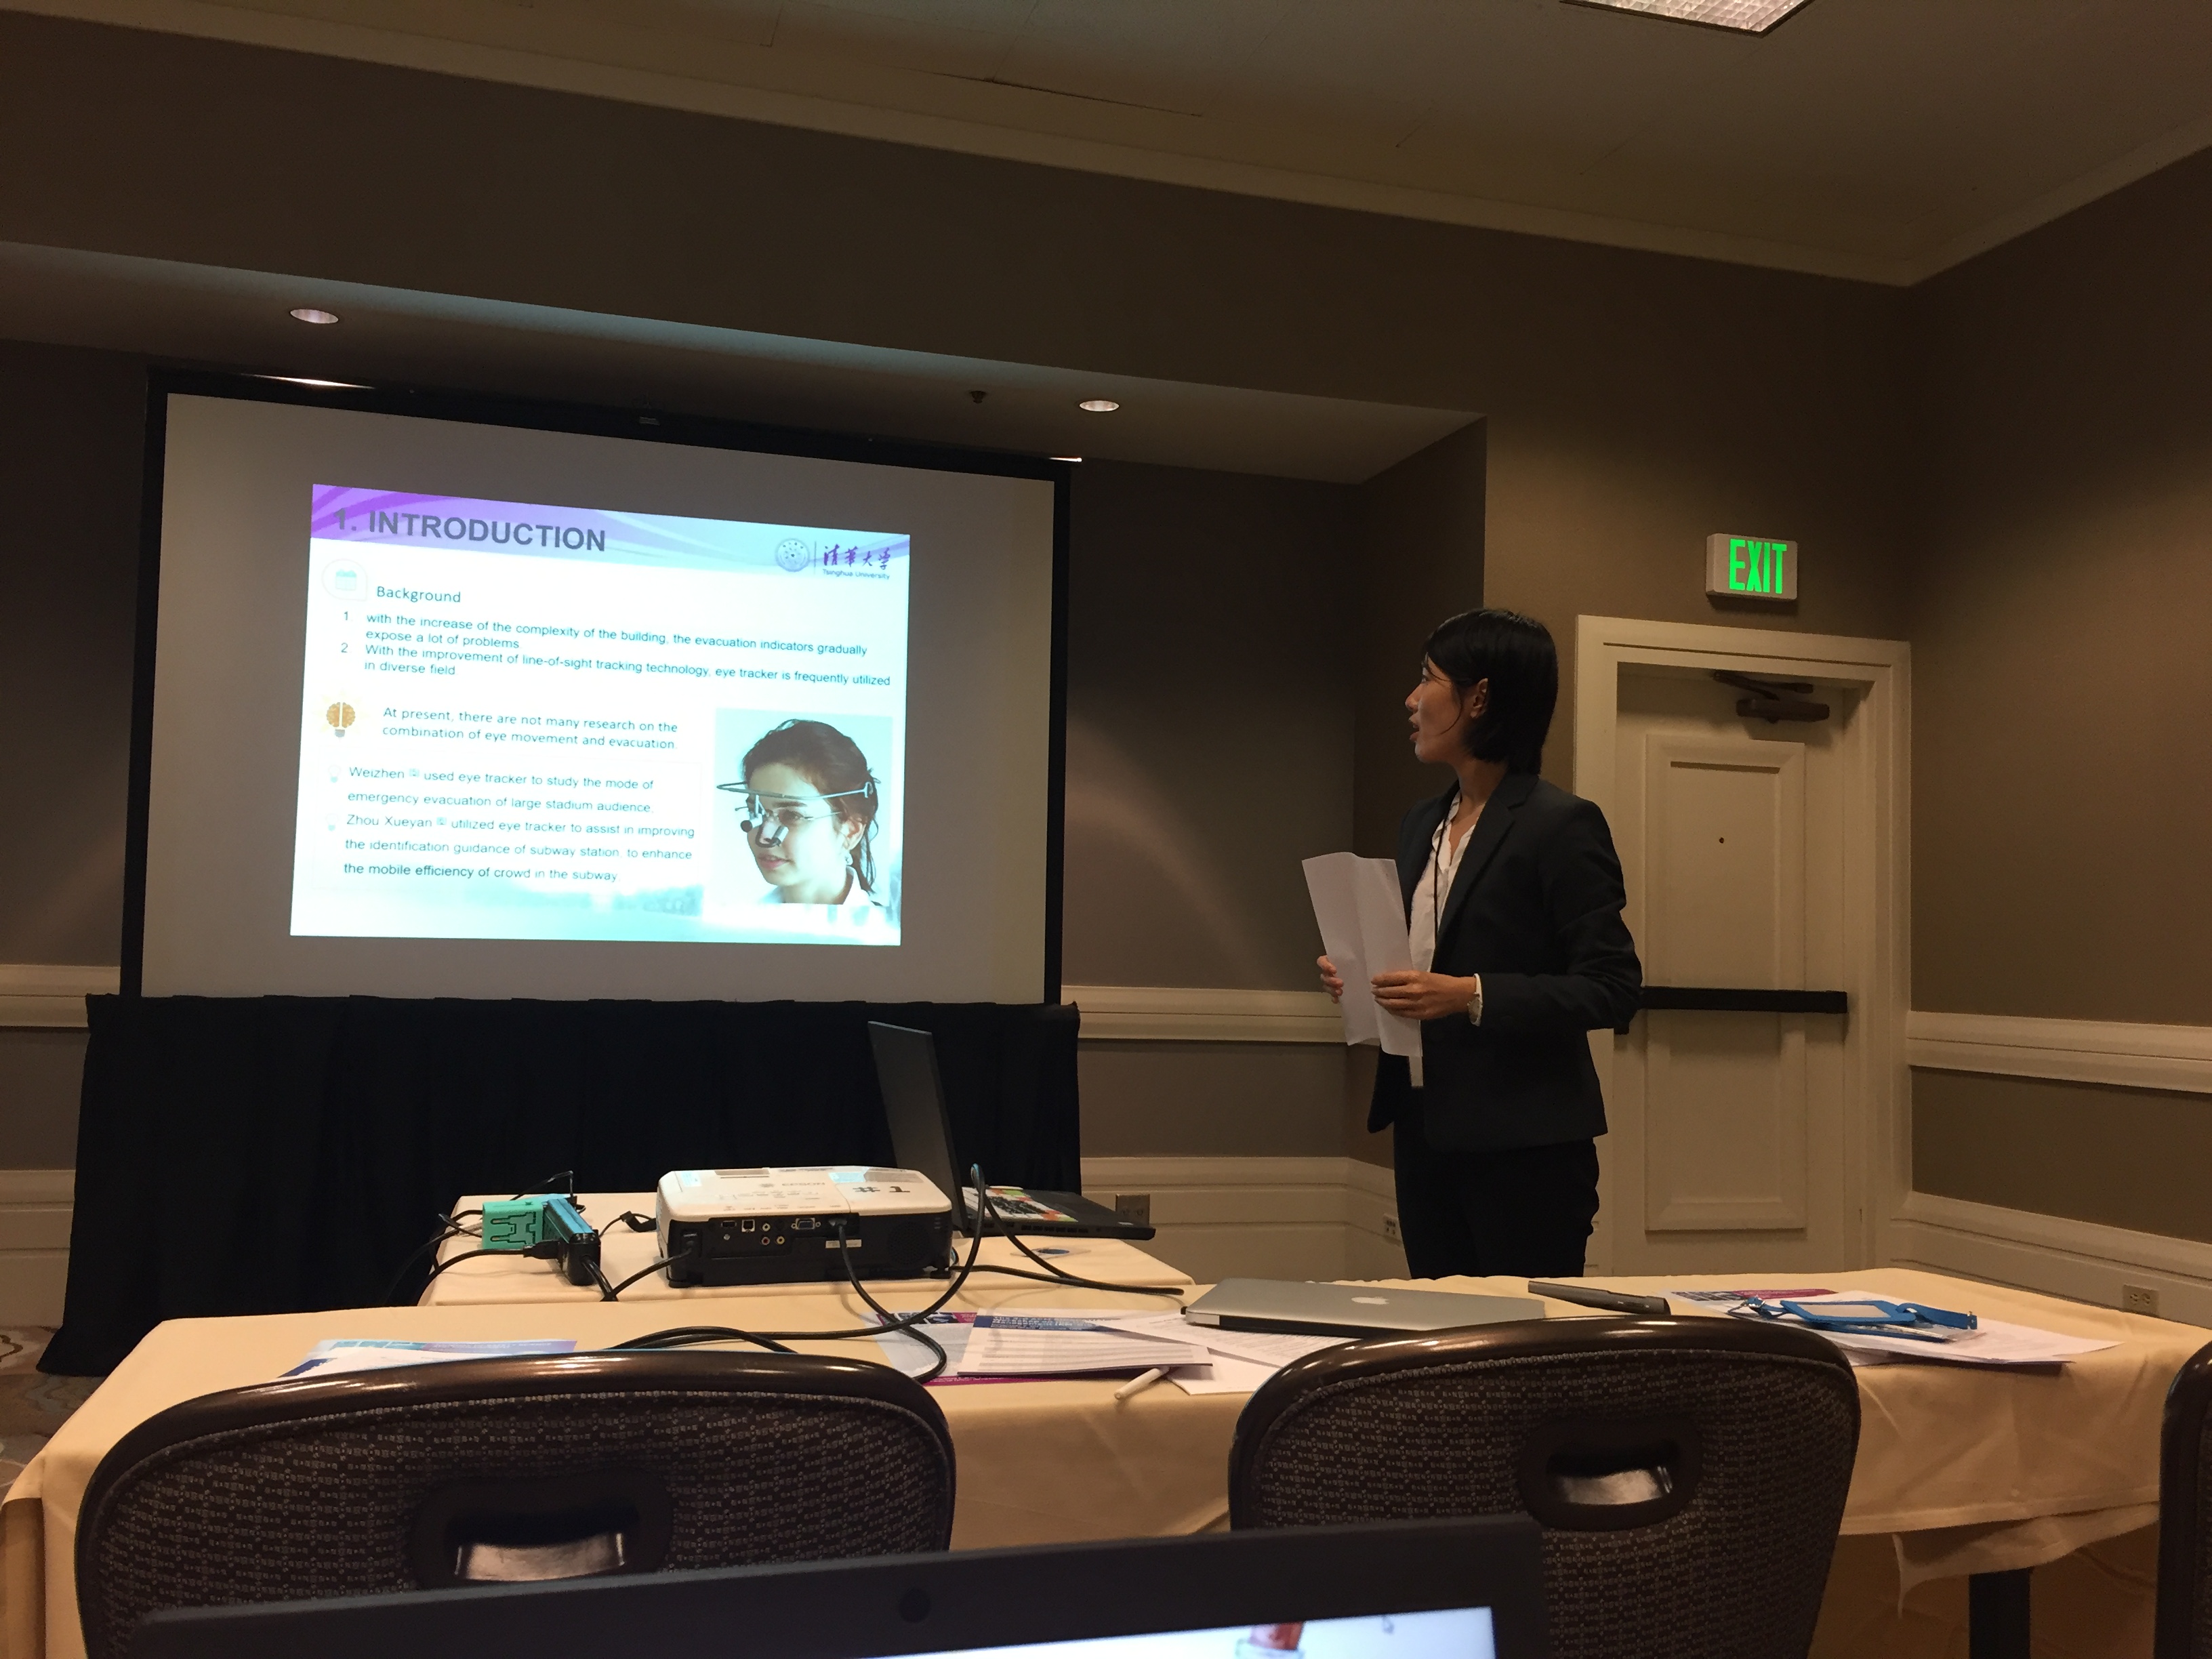 1. INTRODUCTION
清華大学
Tsinghua University
Background
1 with the increase of the complexity of the building, the evacuation indicators gradually
expose a lot of problems.
2 With the improvement of line-of-sight tracking technology, eye tracker is frequently utilized
in diverse field
At present, there are not many research on the
combination of eye movement and evacuation.
Weizhen used eye tracker to study the mode of
emergency evacuation of large stadium audience.
Zhou Xueyan utilized eye tracker to assist in improving
the identification guidance of subway station, to enhance
the mobile efficiency of crowd in the subway
EXIT
EPSON